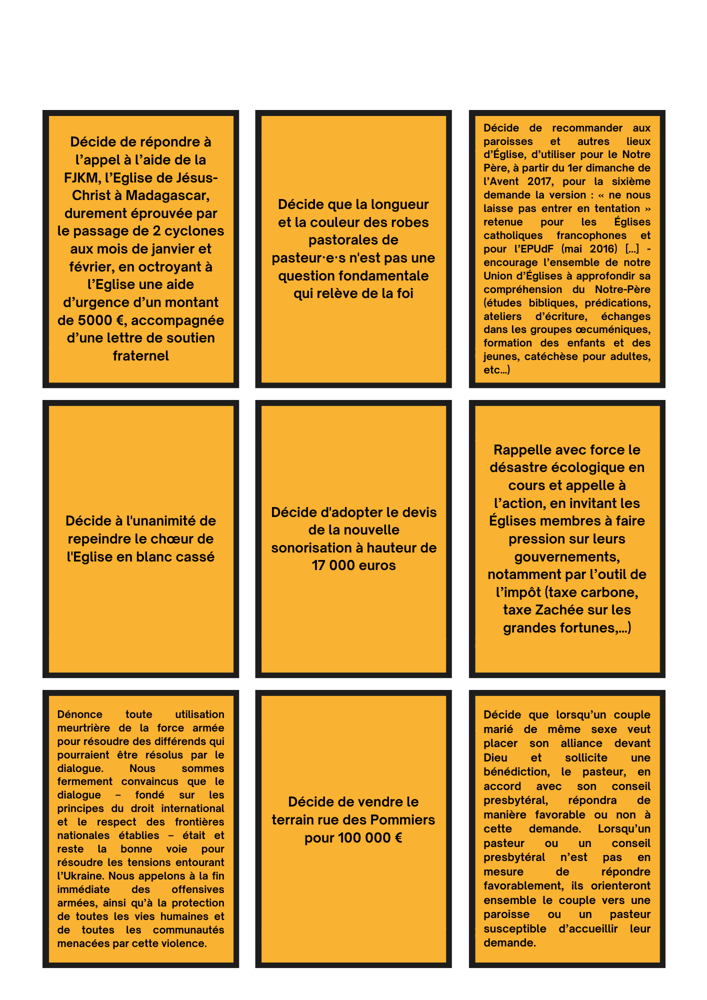 Décide de répondre à
l’appel à l’aide de la
FJKM, l’Eglise de Jésus-
Christ à Madagascar,
durement éprouvée par
le passage de 2 cyclones
aux mois de janvier et
février, en octroyant à
l’Eglise une aide
d’urgence d’un montant
de 5000 €, accompagnée
d’une lettre de soutien
fraternel
Décide que la longueur
et la couleur des robes
pastorales de
pasteur·e·s n'est pas une
question fondamentale
qui relève de la foi
Décide de recommander aux
paroisses et autres lieux
d’Église, d’utiliser pour le Notre
Père, à partir du 1er dimanche de
l’Avent 2017, pour la sixième
demande la version : « ne nous
laisse pas entrer en tentation »
retenue pour les Églises
catholiques francophones et
pour l’EPUdF (mai 2016) [...] -
encourage l’ensemble de notre
Union d’Églises à approfondir sa
compréhension du Notre-Père
(études bibliques, prédications,
ateliers d’écriture, échanges
dans les groupes œcuméniques,
formation des enfants et des
jeunes, catéchèse pour adultes,
etc...)
Décide à l'unanimité de
repeindre le chœur de
l'Eglise en blanc cassé
Décide d'adopter le devis
de la nouvelle
sonorisation à hauteur de
17 000 euros
Rappelle avec force le
désastre écologique en
cours et appelle à
l’action, en invitant les
Églises membres à faire
pression sur leurs
gouvernements,
notamment par l’outil de
l’impôt (taxe carbone,
taxe Zachée sur les
grandes fortunes,...)
Dénonce toute utilisation
meurtrière de la force armée
pour résoudre des différends qui
pourraient être résolus par le
dialogue. Nous sommes
fermement convaincus que le
dialogue – fondé sur les
principes du droit international
et le respect des frontières
nationales établies – était et
reste la bonne voie pour
résoudre les tensions entourant
l’Ukraine. Nous appelons à la fin
immédiate des offensives
armées, ainsi qu’à la protection
de toutes les vies humaines et
de toutes les communautés
menacées par cette violence.
Décide de vendre le
terrain rue des Pommiers
pour 100 000 €
Décide que lorsqu’un couple
marié de même sexe veut
placer son alliance devant
Dieu et sollicite une
bénédiction, le pasteur, en
accord avec son conseil
presbytéral, répondra de
manière favorable ou non à
cette demande. Lorsqu’un
pasteur ou un conseil
presbytéral n’est pas en
mesure de répondre
favorablement, ils orienteront
ensemble le couple vers une
paroisse ou un pasteur
susceptible d’accueillir leur
demande.